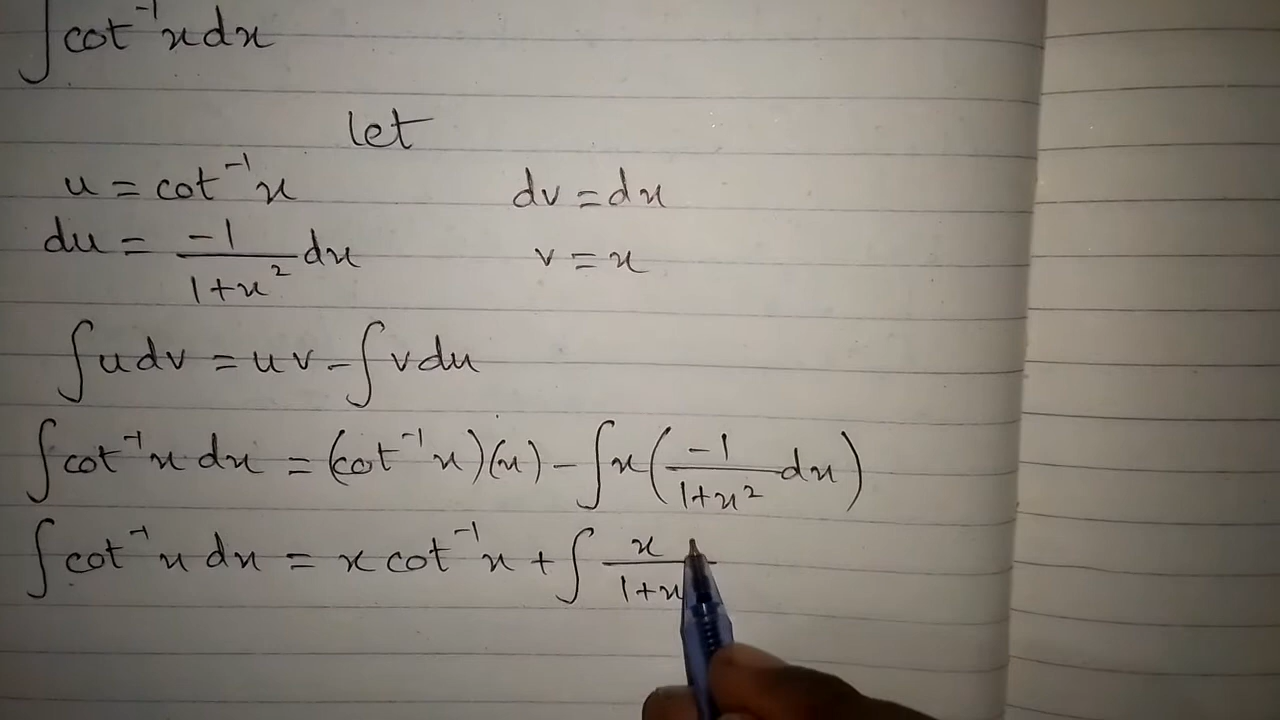 ∫cot⁻¹x dx
let
u = cot⁻¹x dv = dx
du = -1/(1+x²) dx v = x
∫u dv = uv - ∫v du
∫cot⁻¹x dx = (cot⁻¹x)(x) - ∫x(-1/(1+x²) dx)
∫cot⁻¹x dx = x cot⁻¹x + ∫ x/(1+x